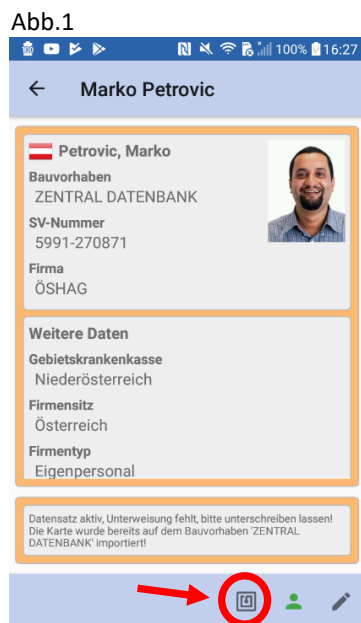 Abb.1
100% 16:27
Marko Petrovic
Petrovic, Marko
Bauvorhaben
ZENTRAL DATENBANK
SV-Nummer
5991-270871
Firma
ÖSHAG
Weitere Daten
Gebietskrankenkasse
Niederösterreich
Firmensitz
Österreich
Firmentyp
Eigenpersonal
Datensatz aktiv, Unterweisung fehlt, bitte unterschreiben lassen!
Die Karte wurde bereits auf dem Bauvorhaben 'ZENTRAL
DATENBANK' importiert!